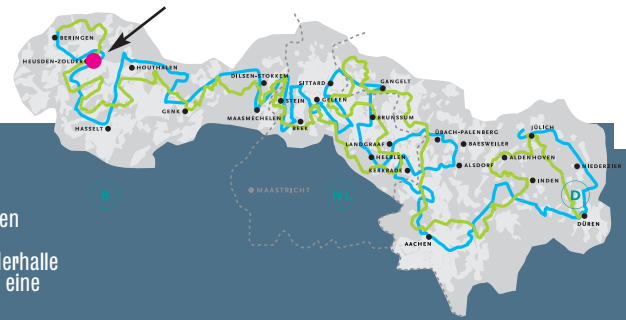 BERINGEN
HEUSDEN-ZOLDER
HOUTHALEN
DILSEN-STOKKEM
SITTARD
GANGELT
STEIN
GELEEN
GENK
MAASMECHELEN
BEEK
BRUNSSUM
HASSELT
ÜBACH-PALENBERG
JÜLICH
LANDGRAAF
BAESWEILER
HEERLEN
ALDENHOVEN
KERKRADE
ALSDORF
NIEDERZIER
INDEN
MAASTRICHT
B
NL
D
DÜREN
AACHEN
en
lerhalle
eine